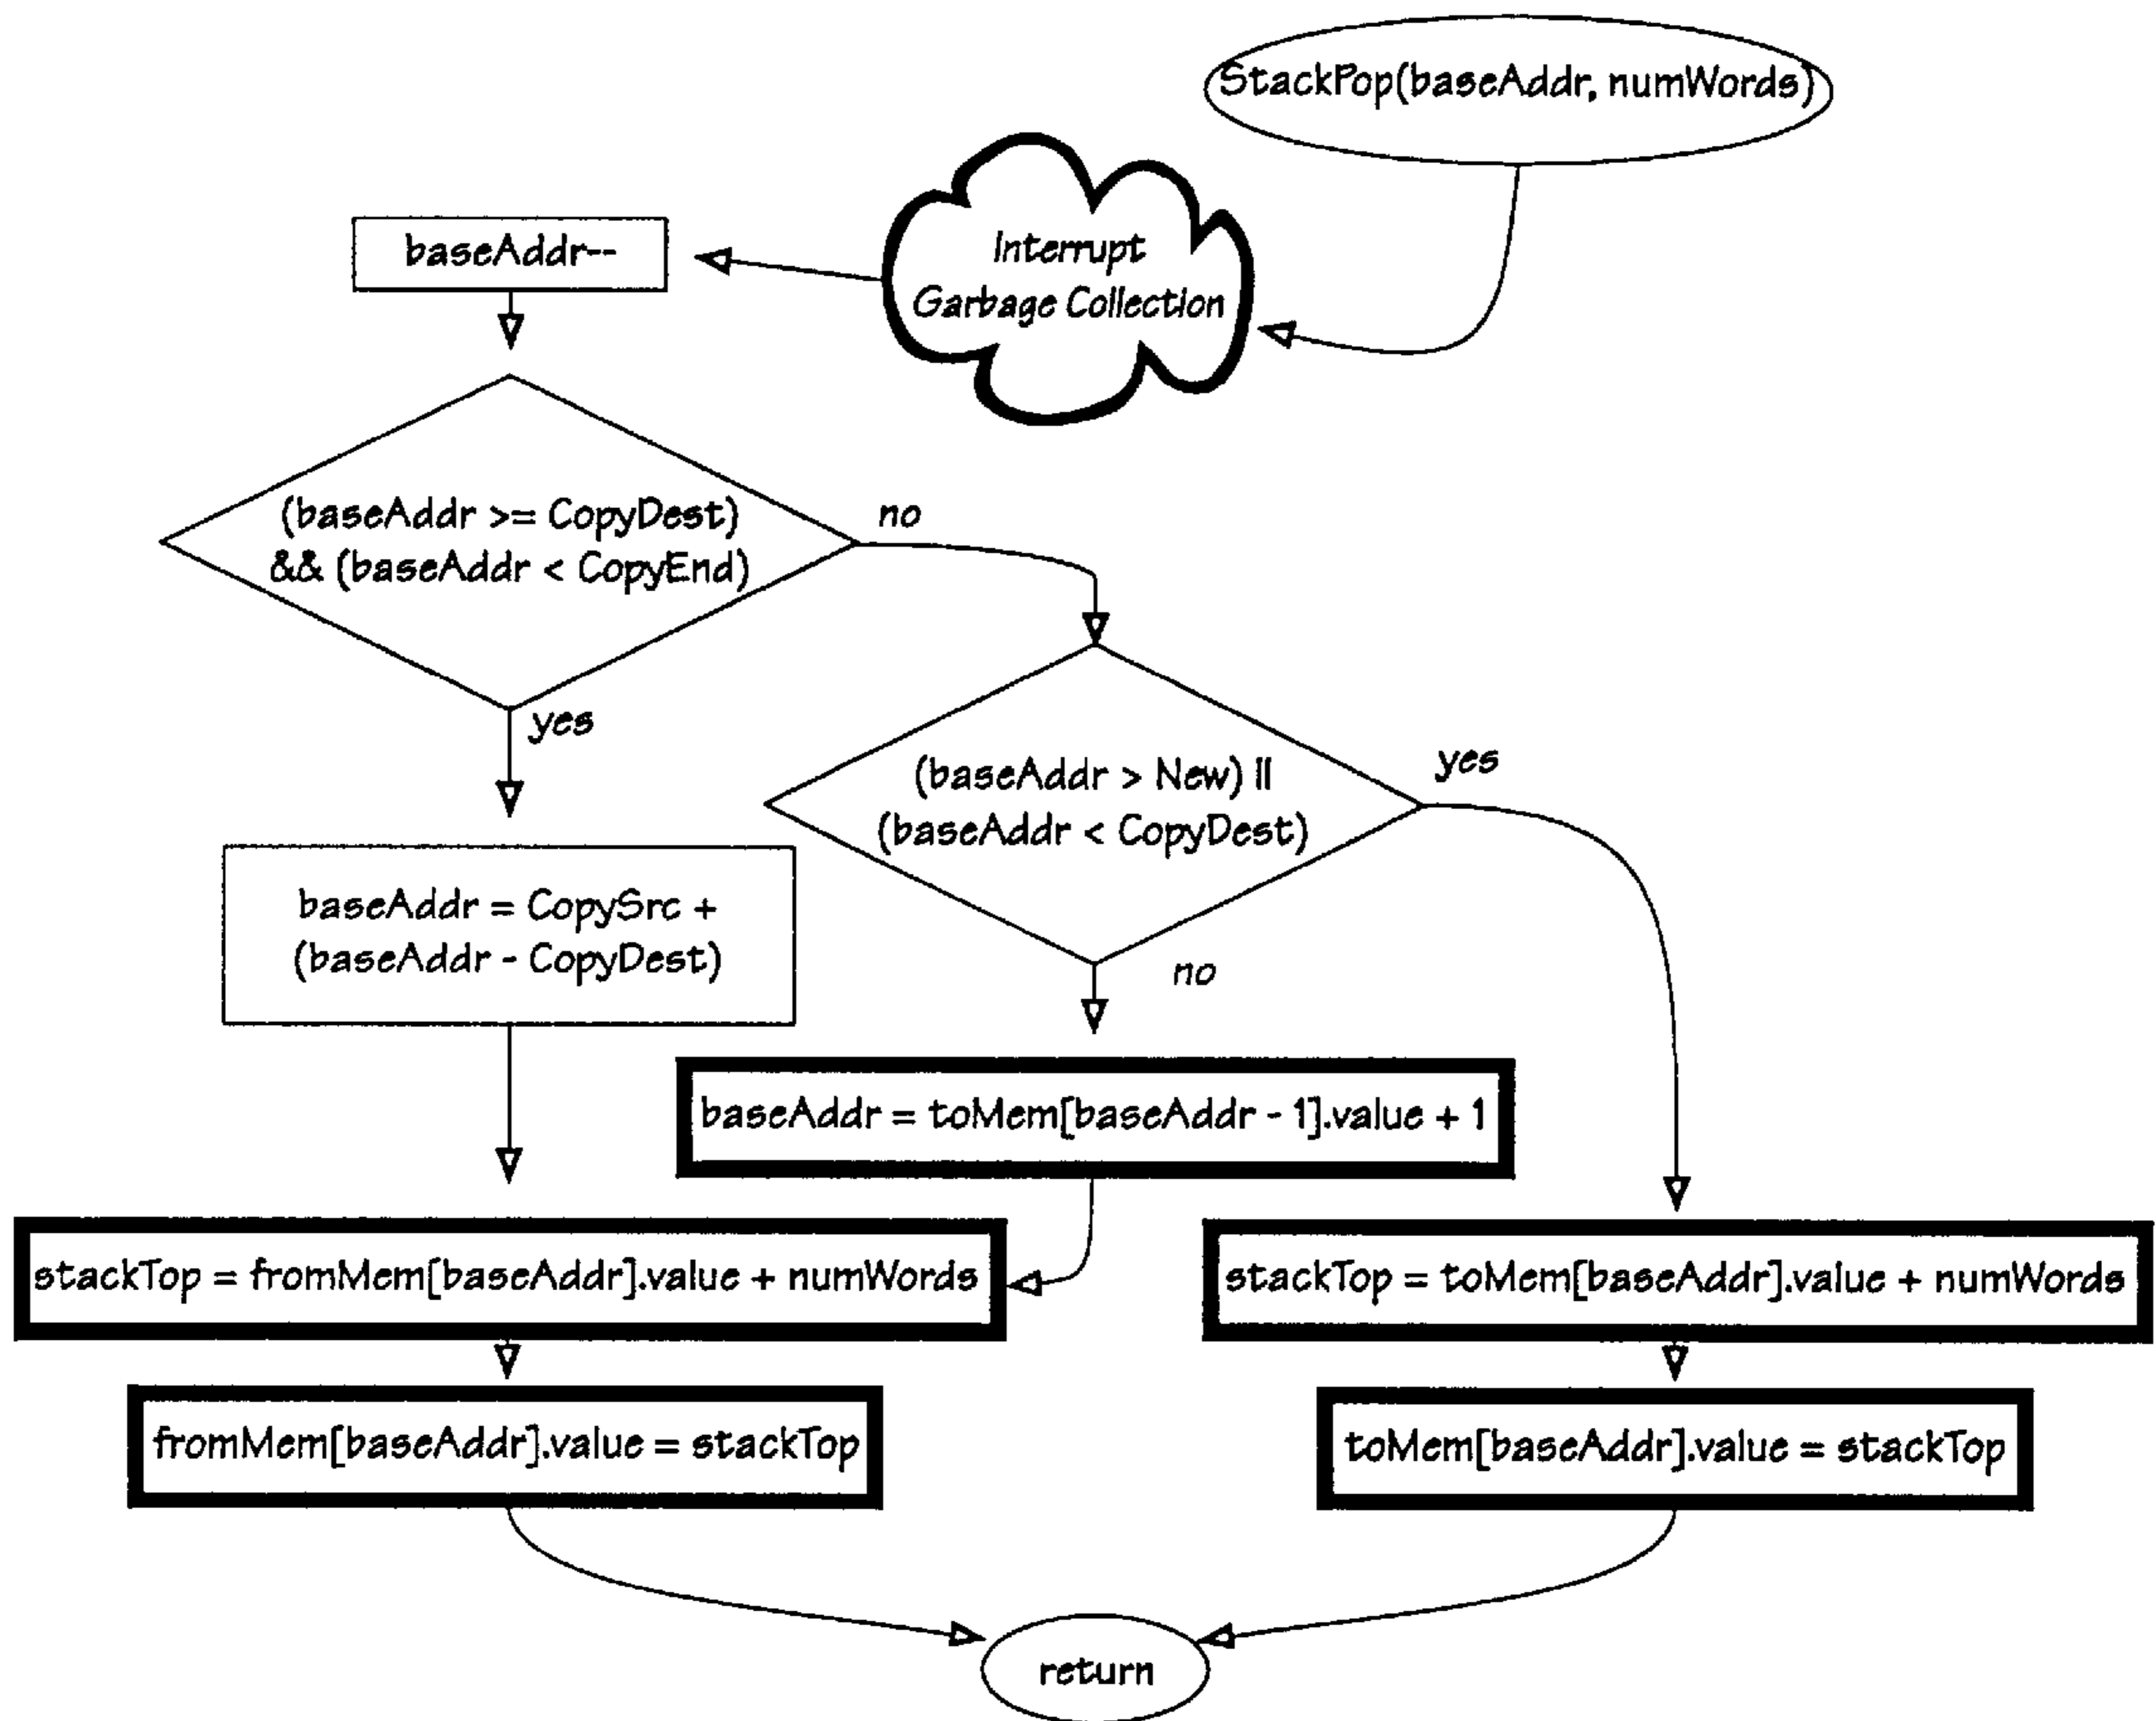 StackPop(baseAddr, numWords)
Interrupt
Garbage Collection
baseAddr--
(baseAddr >= CopyDest)
&& (baseAddr < CopyEnd)
no
yes
(baseAddr > New) ||
(baseAddr < CopyDest)
yes
no
baseAddr = CopySrc +
(baseAddr - CopyDest)
baseAddr = toMem[baseAddr - 1].value + 1
stackTop = fromMem[baseAddr].value + numWords
stackTop = toMem[baseAddr].value + numWords
fromMem[baseAddr].value = stackTop
toMem[baseAddr].value = stackTop
return